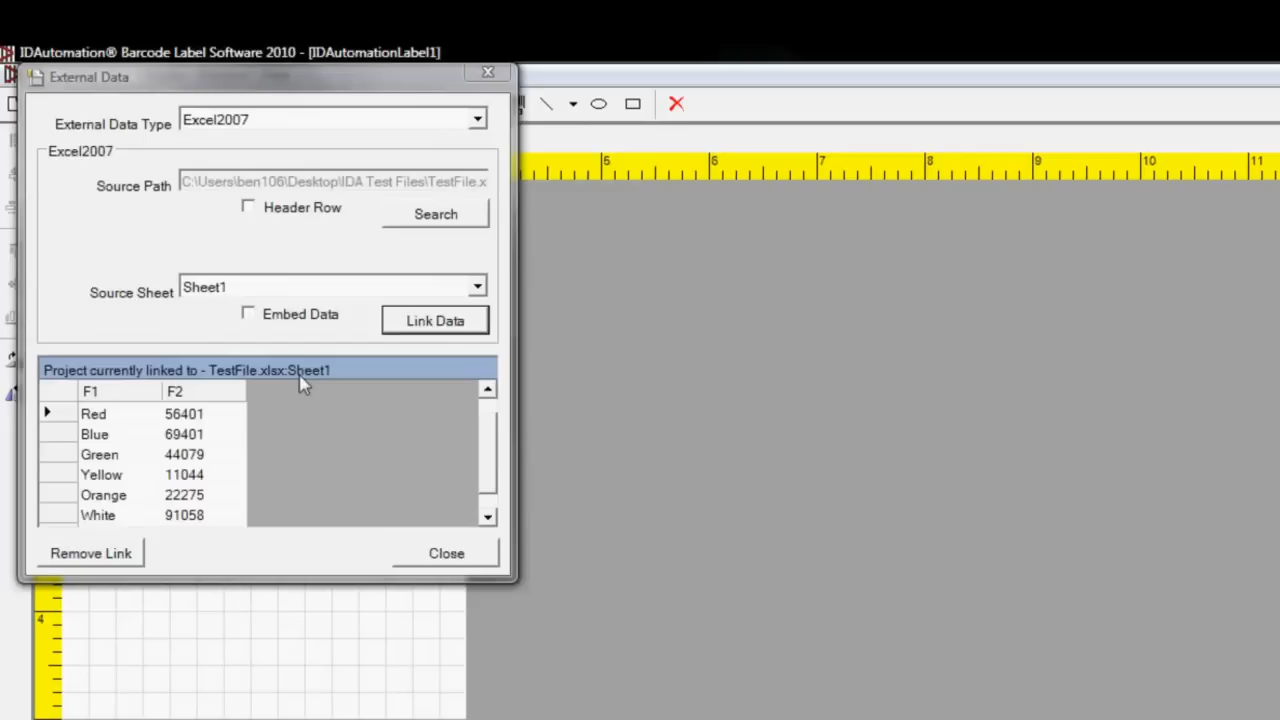 IDAutomation® Barcode Label Software 2010 - [IDAutomationLabel1]
External Data
External Data Type Excel2007
Excel2007
Source Path C:\Users\ben106\Desktop\IDA Test Files\TestFile.x
Header Row Search
Source Sheet Sheet1
Embed Data Link Data
Project currently linked to - TestFile.xlsx:Sheet1
F1 F2
Red 56401
Blue 69401
Green 44079
Yellow 11044
Orange 22275
White 91058
Remove Link Close
5 6 7 8 9 10 11
4